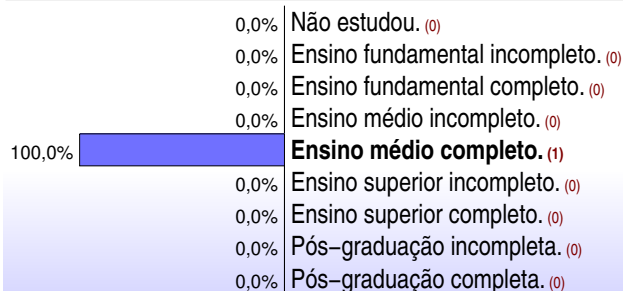 0,0% Não estudou. (0)
0,0% Ensino fundamental incompleto. (0)
0,0% Ensino fundamental completo. (0)
0,0% Ensino médio incompleto. (0)
100,0% Ensino médio completo. (1)
0,0% Ensino superior incompleto. (0)
0,0% Ensino superior completo. (0)
0,0% Pós−graduação incompleta. (0)
0,0% Pós−graduação completa. (0)